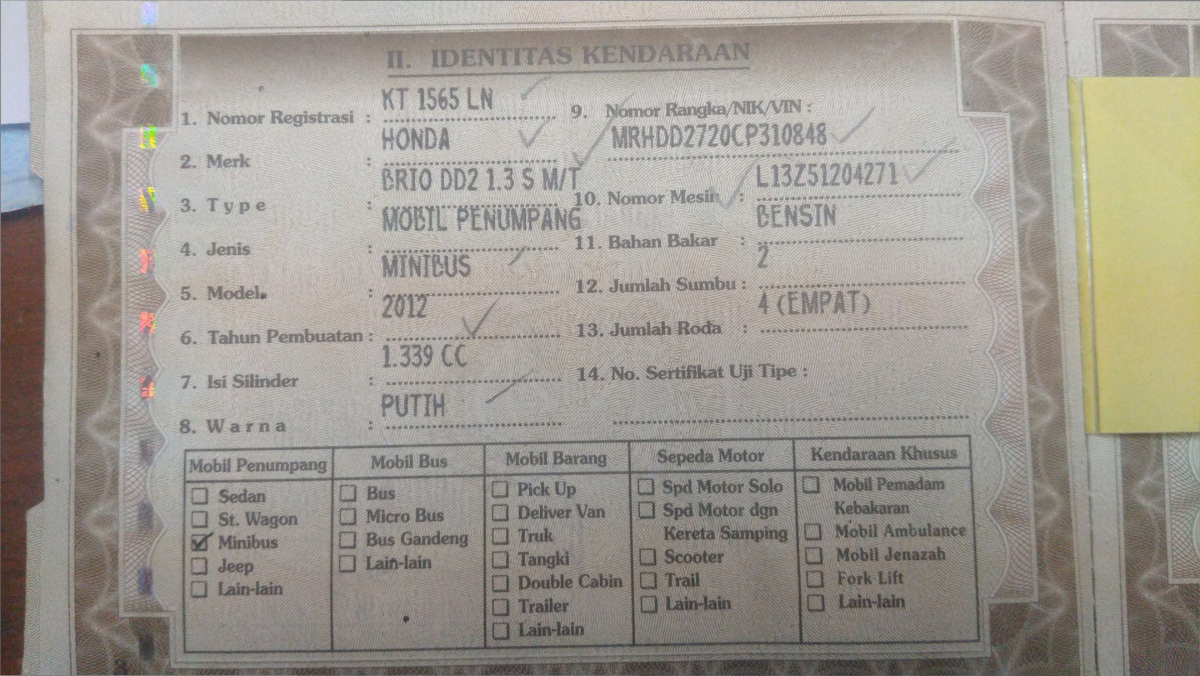 II. IDENTITAS KENDARAAN
1. Nomor Registrasi : KT 1565 LN
2. Merk : HONDA
3. Type : BRIO DD2 1.3 S M/T
4. Jenis : MOBIL PENUMPANG
5. Model : MINIBUS
6. Tahun Pembuatan : 2012
7. Isi Silinder : 1.339 CC
8. Warna : PUTIH
9. Nomor Rangka/NIK/VIN :
MRHDD2720CP310848
10. Nomor Mesin : L13Z51204271
11. Bahan Bakar : BENSIN
12. Jumlah Sumbu : 2
13. Jumlah Roda : 4 (EMPAT)
14. No. Sertifikat Uji Tipe :
Mobil Penumpang
Sedan
St. Wagon
Minibus
Jeep
Lain-lain
Mobil Bus
Bus
Micro Bus
Bus Gandeng
Lain-lain
Mobil Barang
Pick Up
Deliver Van
Truk
Tangki
Double Cabin
Trailer
Lain-lain
Sepeda Motor
Spd Motor Solo
Spd Motor dgn
Kereta Samping
Scooter
Trail
Lain-lain
Kendaraan Khusus
Mobil Pemadam
Kebakaran
Mobil Ambulance
Mobil Jenazah
Fork Lift
Lain-lain